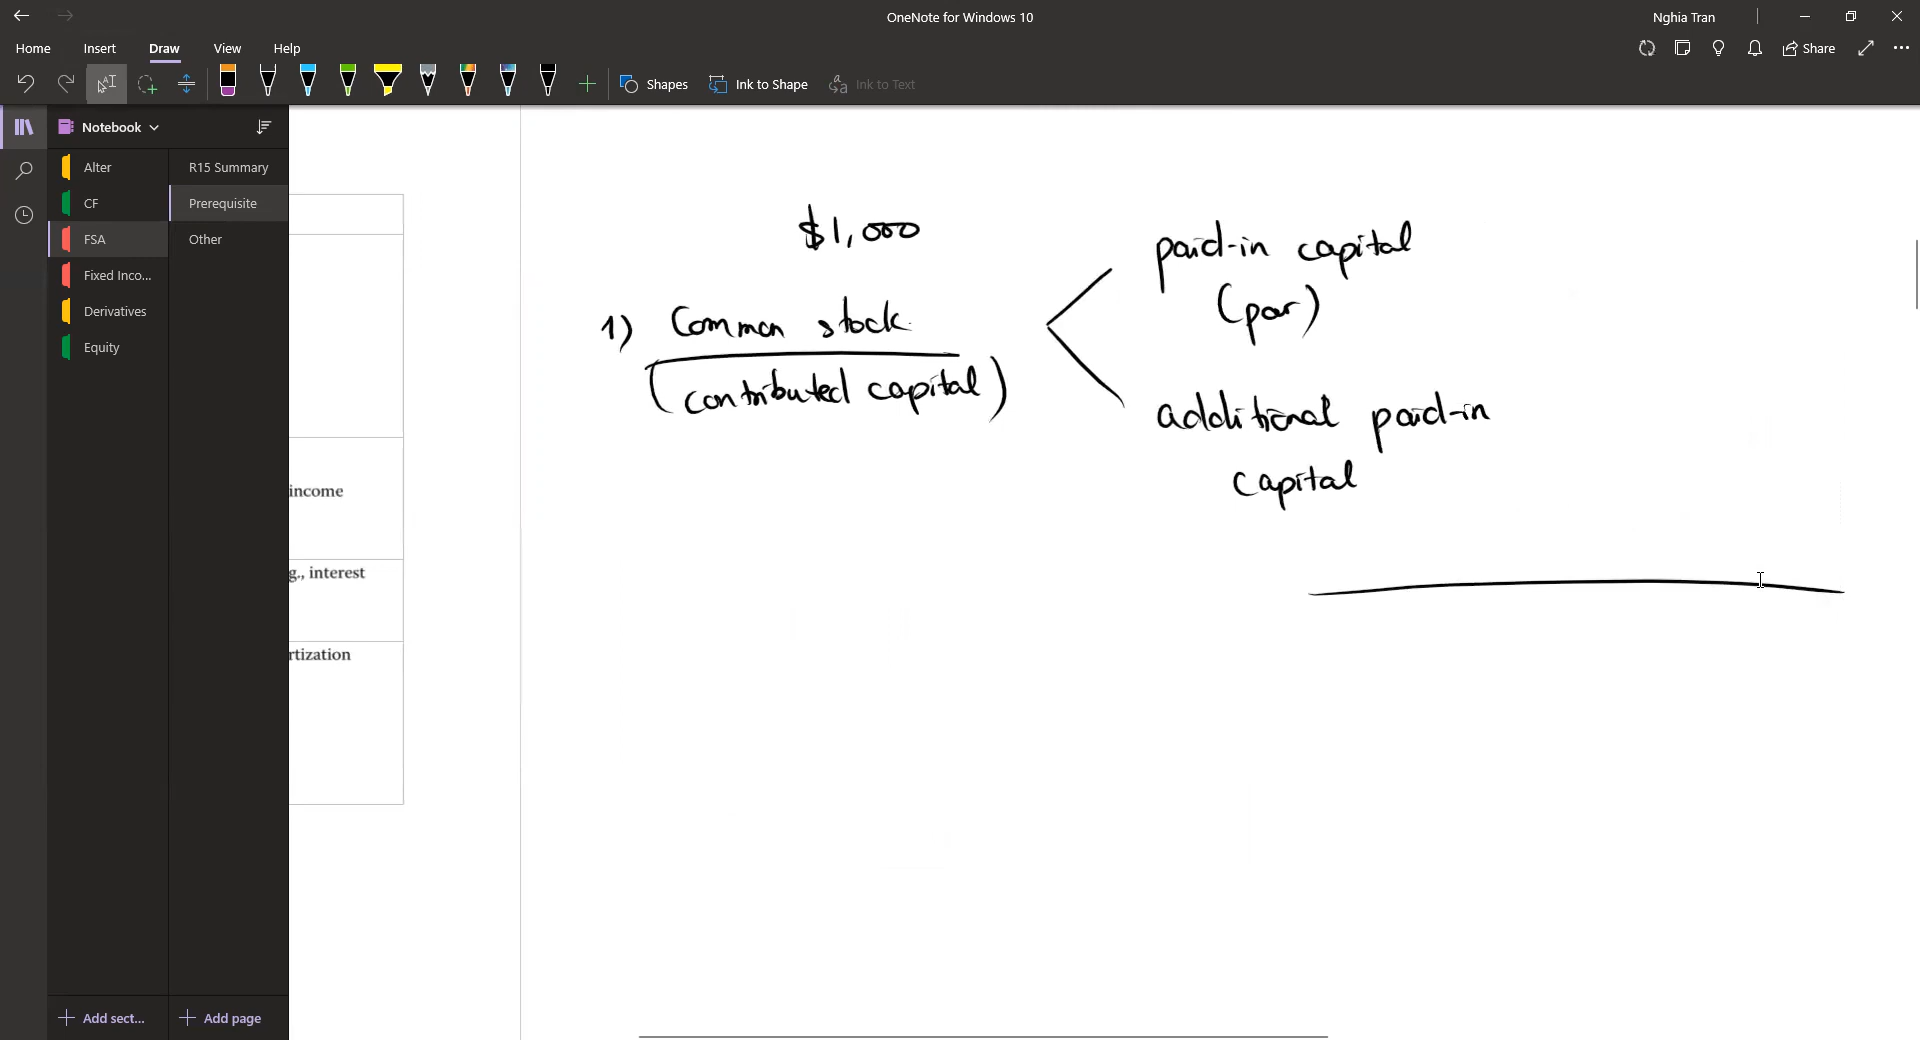 OneNote for Windows 10
Nghia Tran
Home Insert Draw View Help
Share
Shapes
Ink to Shape
Ink to Text
Notebook
Alter
CF
FSA
Fixed Inco...
Derivatives
Equity
R15 Summary
Prerequisite
Other
income
g., interest
rtization
$1,000
1) Common stock
(contributed capital)
paid-in capital
(par)
additional paid-in
capital
Add sect...
Add page